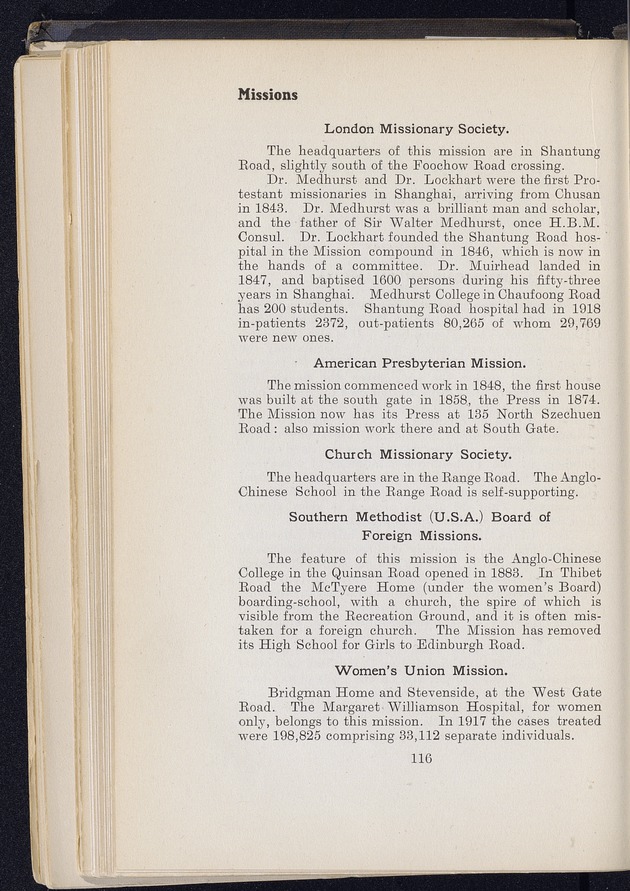 Missions
London Missionary Society.
The headquarters of this mission are in Shantung
Road, slightly south of the Foochow Road crossing.
Dr. Medhurst and Dr. Lockhart were the first Pro-
testant missionaries in Shanghai, arriving from Chusan
in 1843. Dr. Medhurst was a brilliant man and scholar,
and the father of Sir Walter Medhurst, once H.B.M.
Consul. Dr. Lockhart founded the Shantung Road hos-
pital in the Mission compound in 1846, which is now in
the hands of a committee. Dr. Muirhead landed in
1847, and baptised 1600 persons during his fifty-three
years in Shanghai. Medhurst College in Chaufoong Road
has 200 students. Shantung Road hospital had in 1918
in-patients 2372, out-patients 80,265 of whom 29,769
were new ones.
American Presbyterian Mission.
The mission commenced work in 1848, the first house
was built at the south gate in 1858, the Press in 1874.
The Mission now has its Press at 135 North Szechuen
Road : also mission work there and at South Gate.
Church Missionary Society.
The headquarters are in the Range Road. The Anglo-
Chinese School in the Range Road is self-supporting.
Southern Methodist (U.S.A.) Board of
Foreign Missions.
The feature of this mission is the Anglo-Chinese
College in the Quinsan Road opened in 1883. In Thibet
Road the McTyere Home (under the women's Board)
boarding-school, with a church, the spire of which is
visible from the Recreation Ground, and it is often mis-
taken for a foreign church. The Mission has removed
its High School for Girls to Edinburgh Road.
Women's Union Mission.
Bridgman Home and Stevenside, at the West Gate
Road. The Margaret Williamson Hospital, for women
only, belongs to this mission. In 1917 the cases treated
were 198,825 comprising 33,112 separate individuals.
116